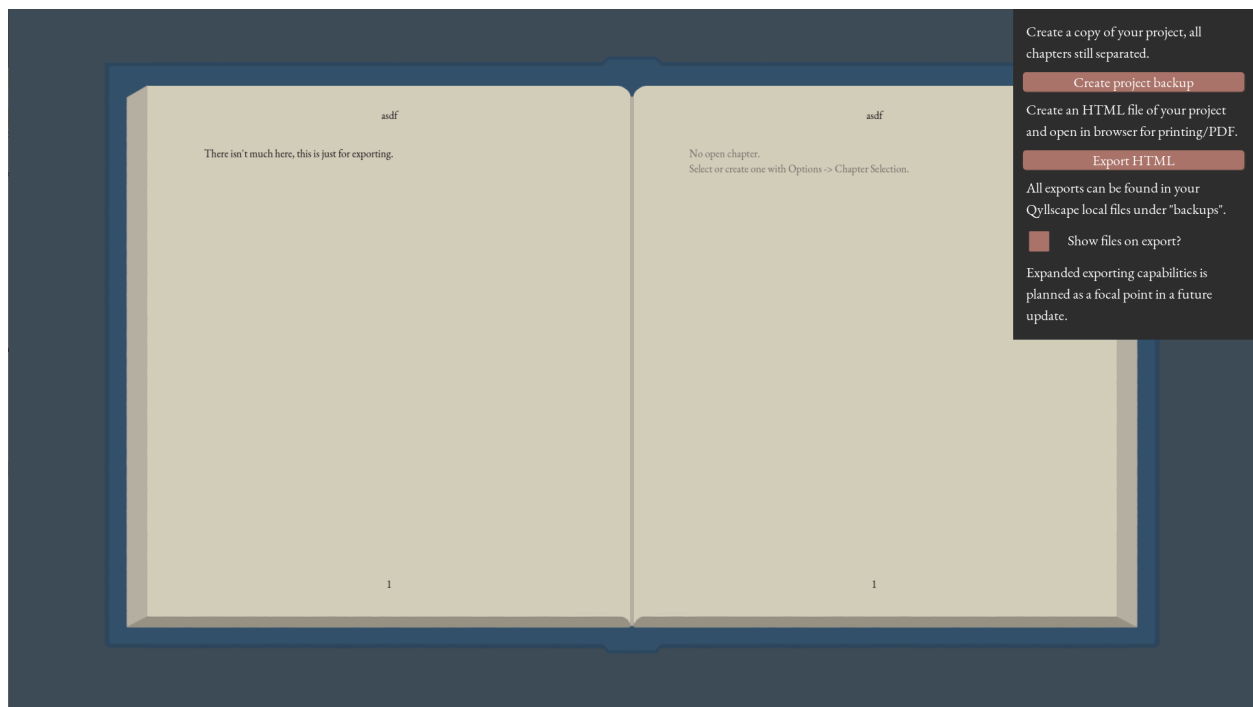 asdf
There isn't much here, this is just for exporting.
1
asdf
No open chapter.
Select or create one with Options -> Chapter Selection.
1
Create a copy of your project, all
chapters still separated.
Create project backup
Create an HTML file of your project
and open in browser for printing/PDF.
Export HTML
All exports can be found in your
Qyllscape local files under "backups".
Show files on export?
Expanded exporting capabilities is
planned as a focal point in a future
update.